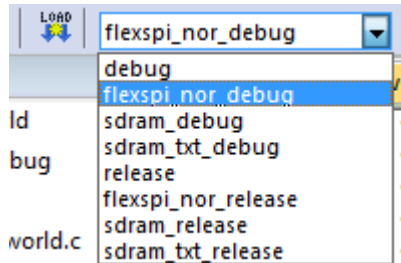 LOAD
flexspi_nor_debug
debug
flexspi_nor_debug
ld
sdram_debug
bug
sdram_txt_debug
release
flexspi_nor_release
world.c
sdram_release
sdram_txt_release